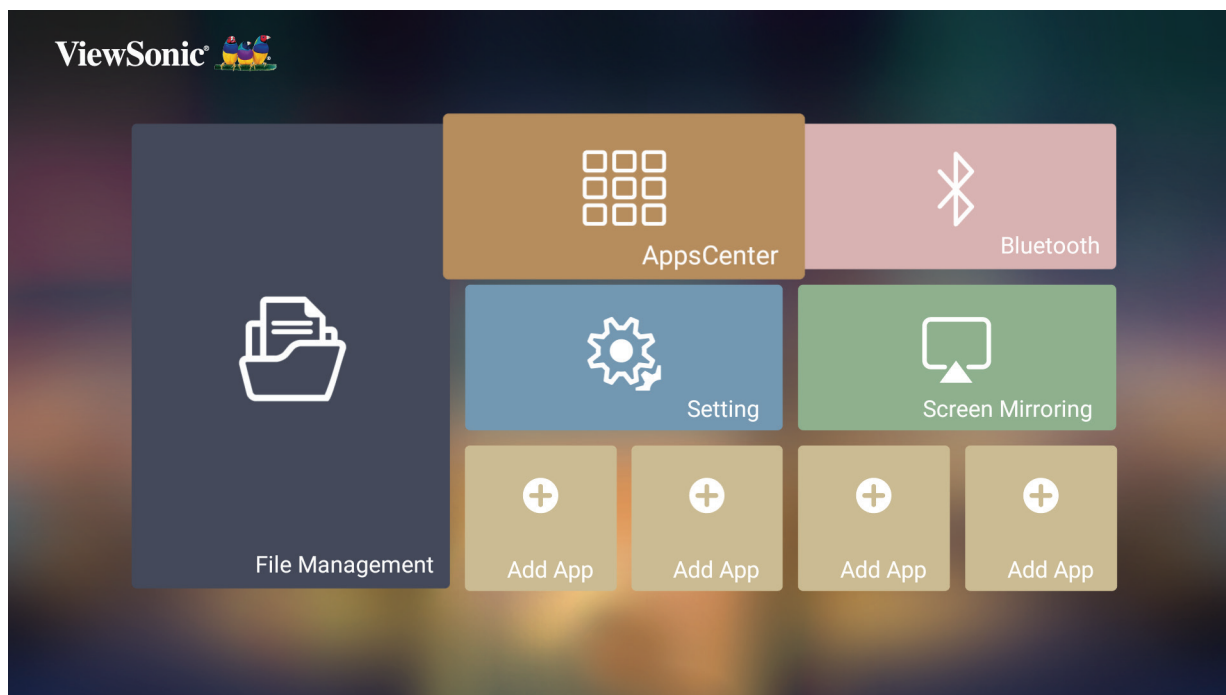 ViewSonic®
AppsCenter
Bluetooth
Setting
Screen Mirroring
File Management
Add App
Add App
Add App
Add App